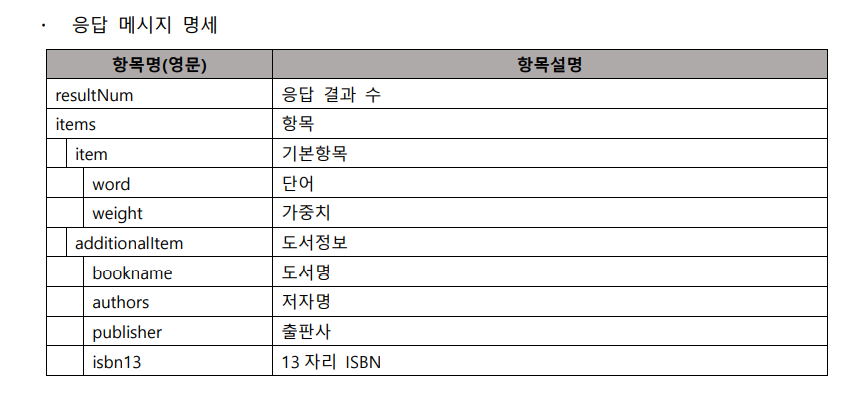 · 응답 메시지 명세
항목명(영문) 항목설명
resultNum 응답 결과 수
items 항목
item 기본항목
word 단어
weight 가중치
additionalItem 도서정보
bookname 도서명
authors 저자명
publisher 출판사
isbn13 13자리 ISBN